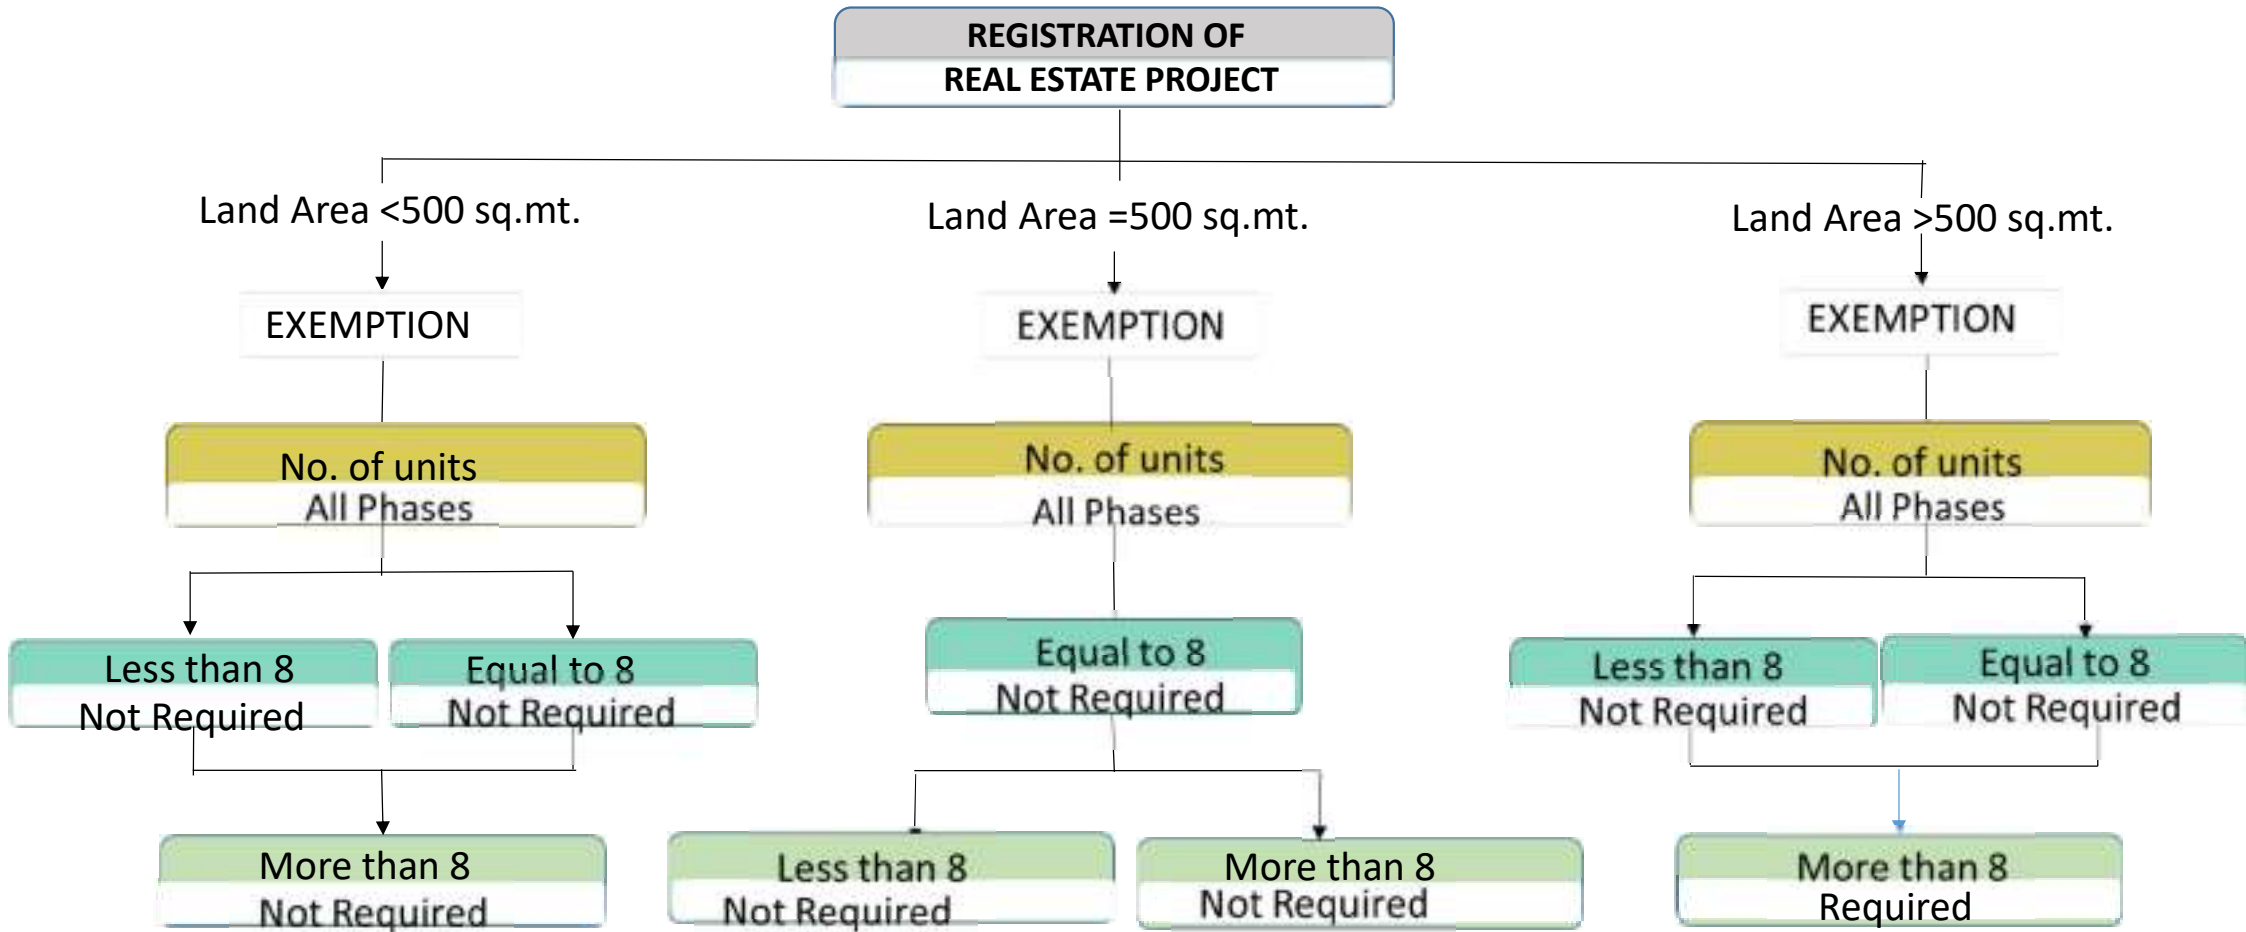 REGISTRATION OF
REAL ESTATE PROJECT
Land Area <500 sq.mt.
Land Area =500 sq.mt.
Land Area >500 sq.mt.
EXEMPTION
EXEMPTION
EXEMPTION
No. of units
All Phases
No. of units
All Phases
No. of units
All Phases
Less than 8
Not Required
Equal to 8
Not Required
Equal to 8
Not Required
Less than 8
Not Required
Equal to 8
Not Required
More than 8
Not Required
Less than 8
Not Required
More than 8
Not Required
More than 8
Required